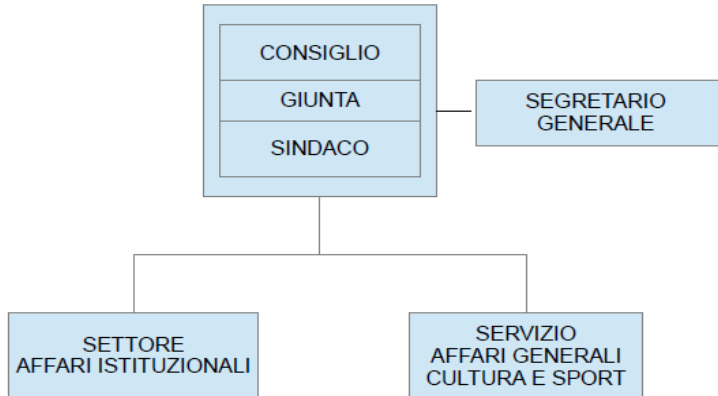 CONSIGLIO
GIUNTA
SINDACO
SEGRETARIO
GENERALE
SETTORE
AFFARI ISTITUZIONALI
SERVIZIO
AFFARI GENERALI
CULTURA E SPORT